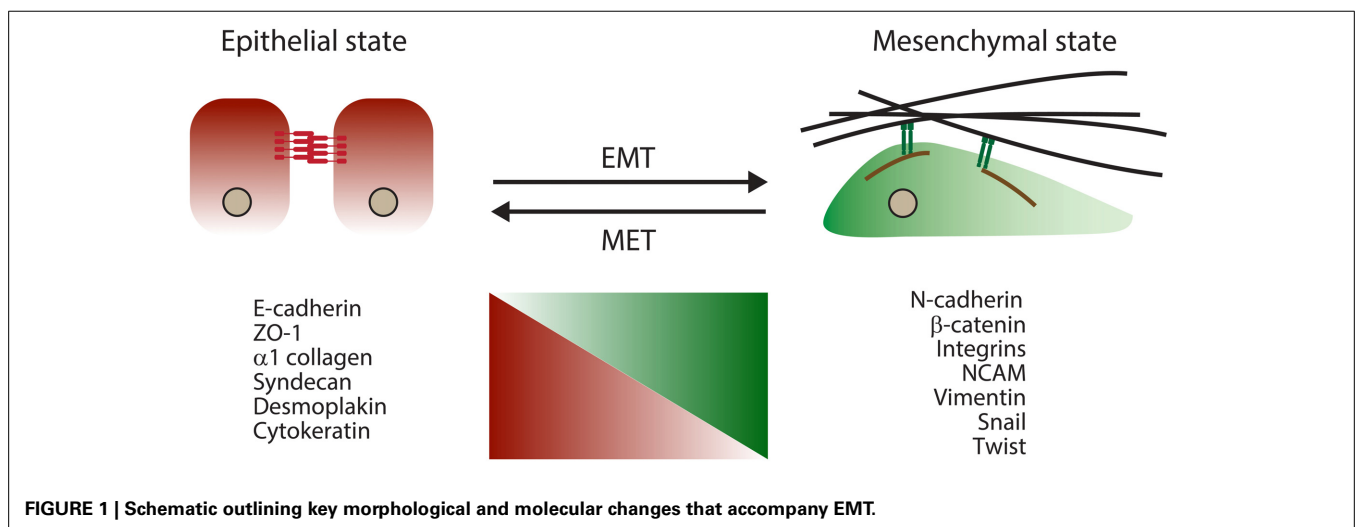 Epithelial state
Mesenchymal state
EMT
MET
E-cadherin
ZO-1
α1 collagen
Syndecan
Desmoplakin
Cytokeratin
N-cadherin
β-catenin
Integrins
NCAM
Vimentin
Snail
Twist
FIGURE 1 | Schematic outlining key morphological and molecular changes that accompany EMT.